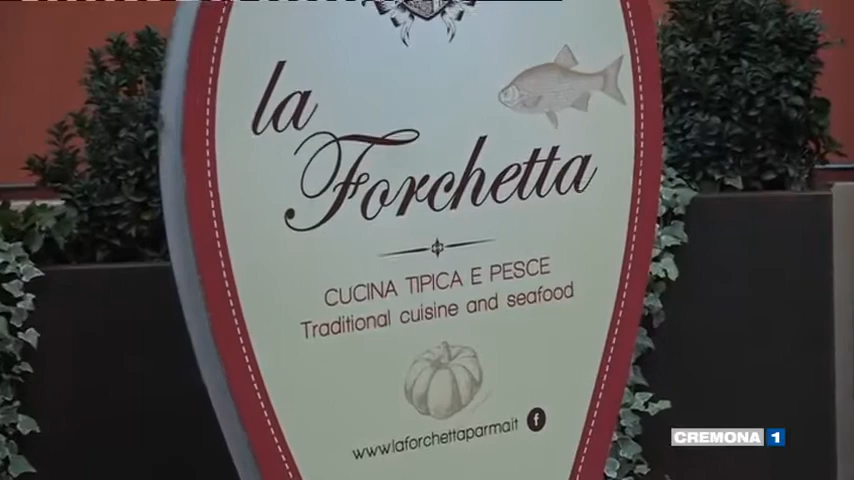 la
Forchetta
CUCINA TIPICA E PESCE
Traditional cuisine and seafood
www.laforchettaparma.it f
CREMONA 1